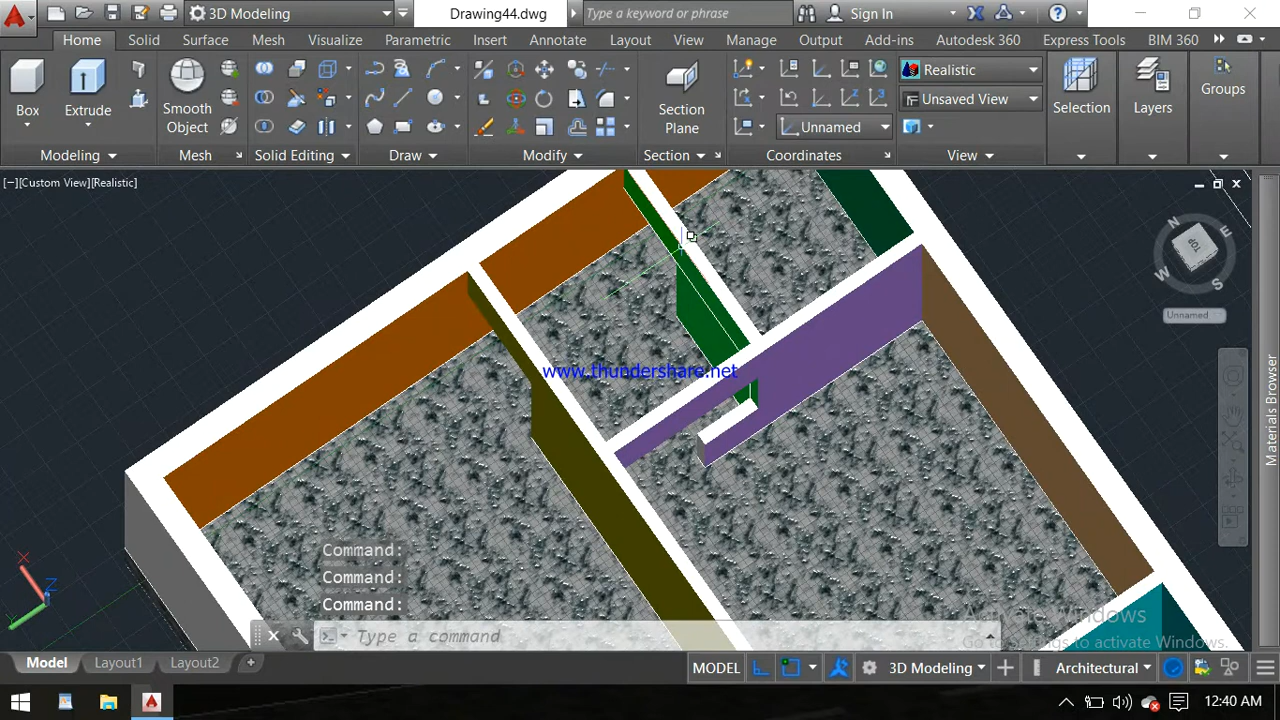 3D Modeling
Drawing44.dwg
Type a keyword or phrase
Sign In
Home Solid Surface Mesh Visualize Parametric Insert Annotate Layout View Manage Output Add-ins Autodesk 360 Express Tools BIM 360
Box
Extrude
Smooth
Object
Section
Plane
Unnamed
Realistic
Unsaved View
Selection
Layers
Groups
Modeling Mesh Solid Editing Draw Modify Section Coordinates View
[−][Custom View][Realistic]
N
E
W
S
TOP
Unnamed
Materials Browser
www.thundershare.net
X
Z
Y
Command:
Command:
Command:
Type a command
Activate Windows
Go to Settings to activate Windows.
Model Layout1 Layout2
MODEL
3D Modeling
Architectural
12:40 AM